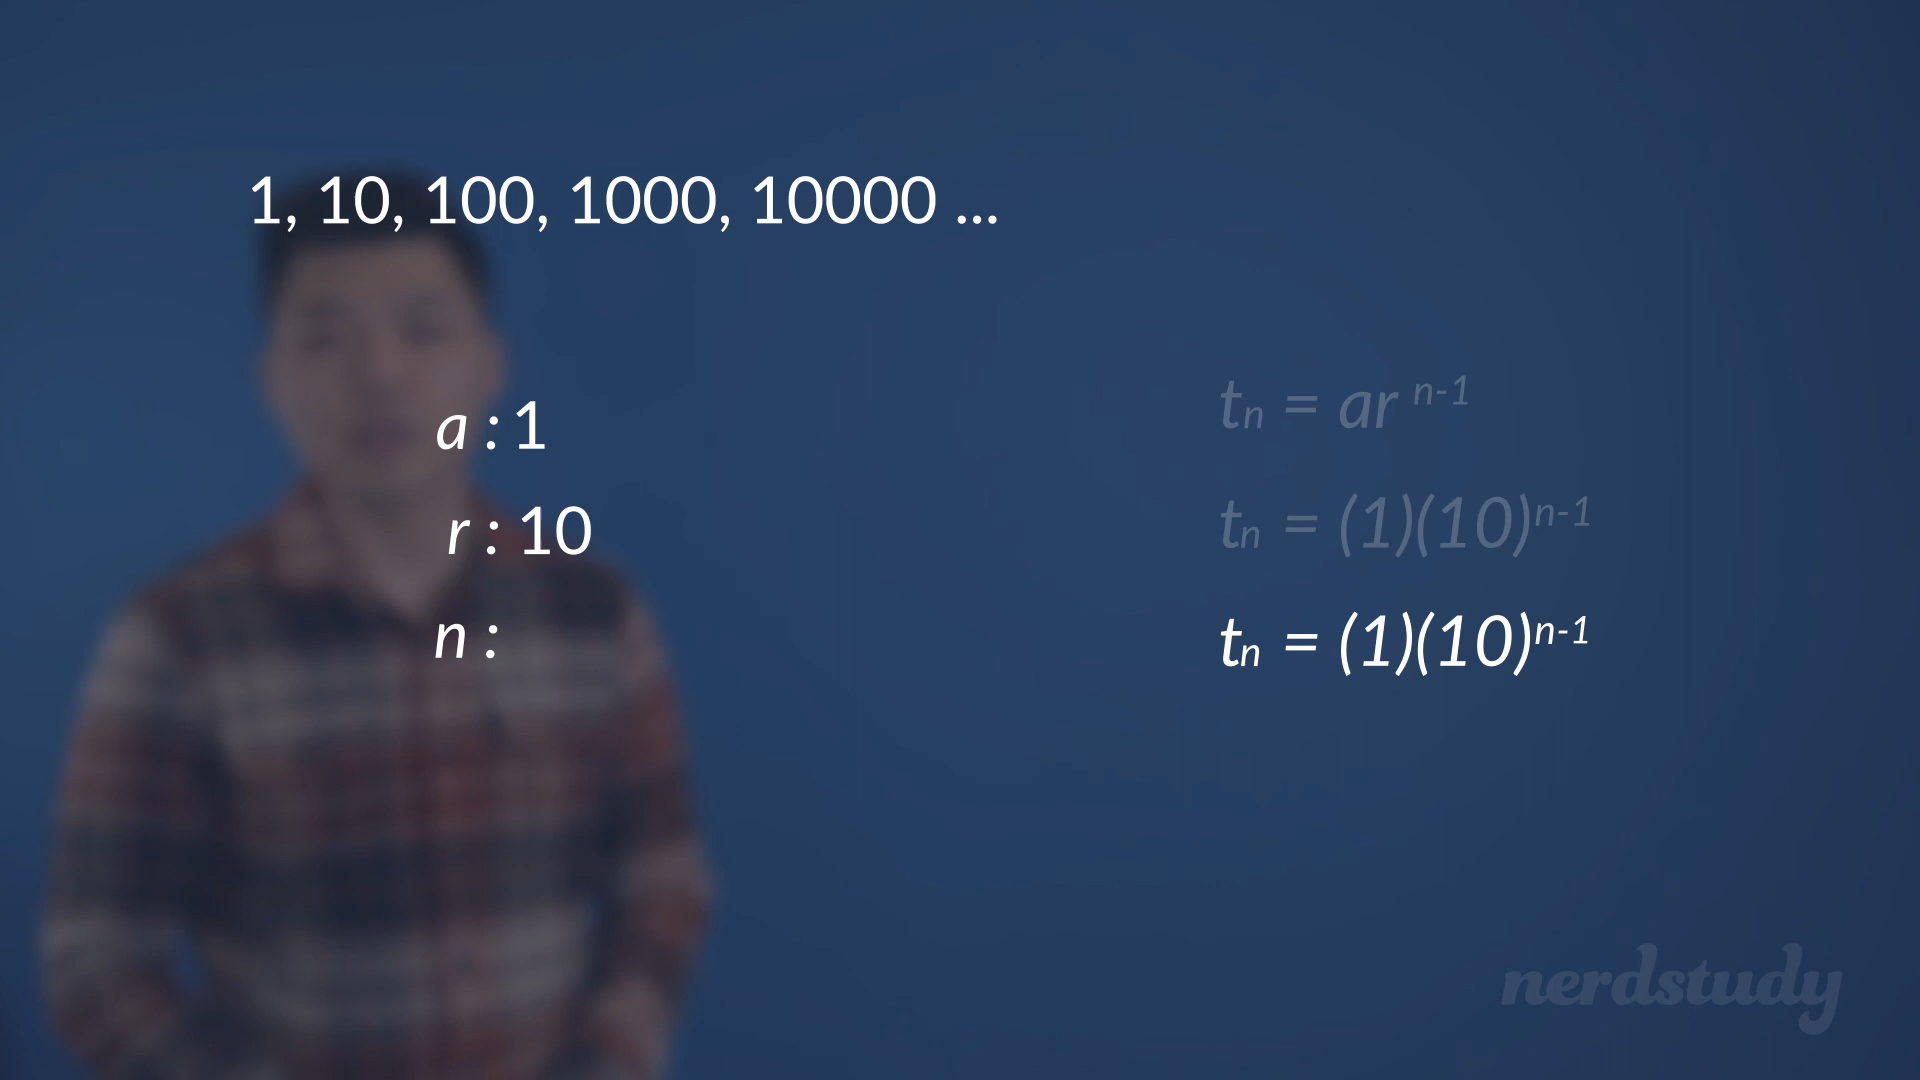 1, 10, 100, 1000, 10000 ...
a : 1
r : 10
n :
tₙ = ar ⁿ⁻¹
tₙ = (1)(10)ⁿ⁻¹
tₙ = (1)(10)ⁿ⁻¹
nerdstudy